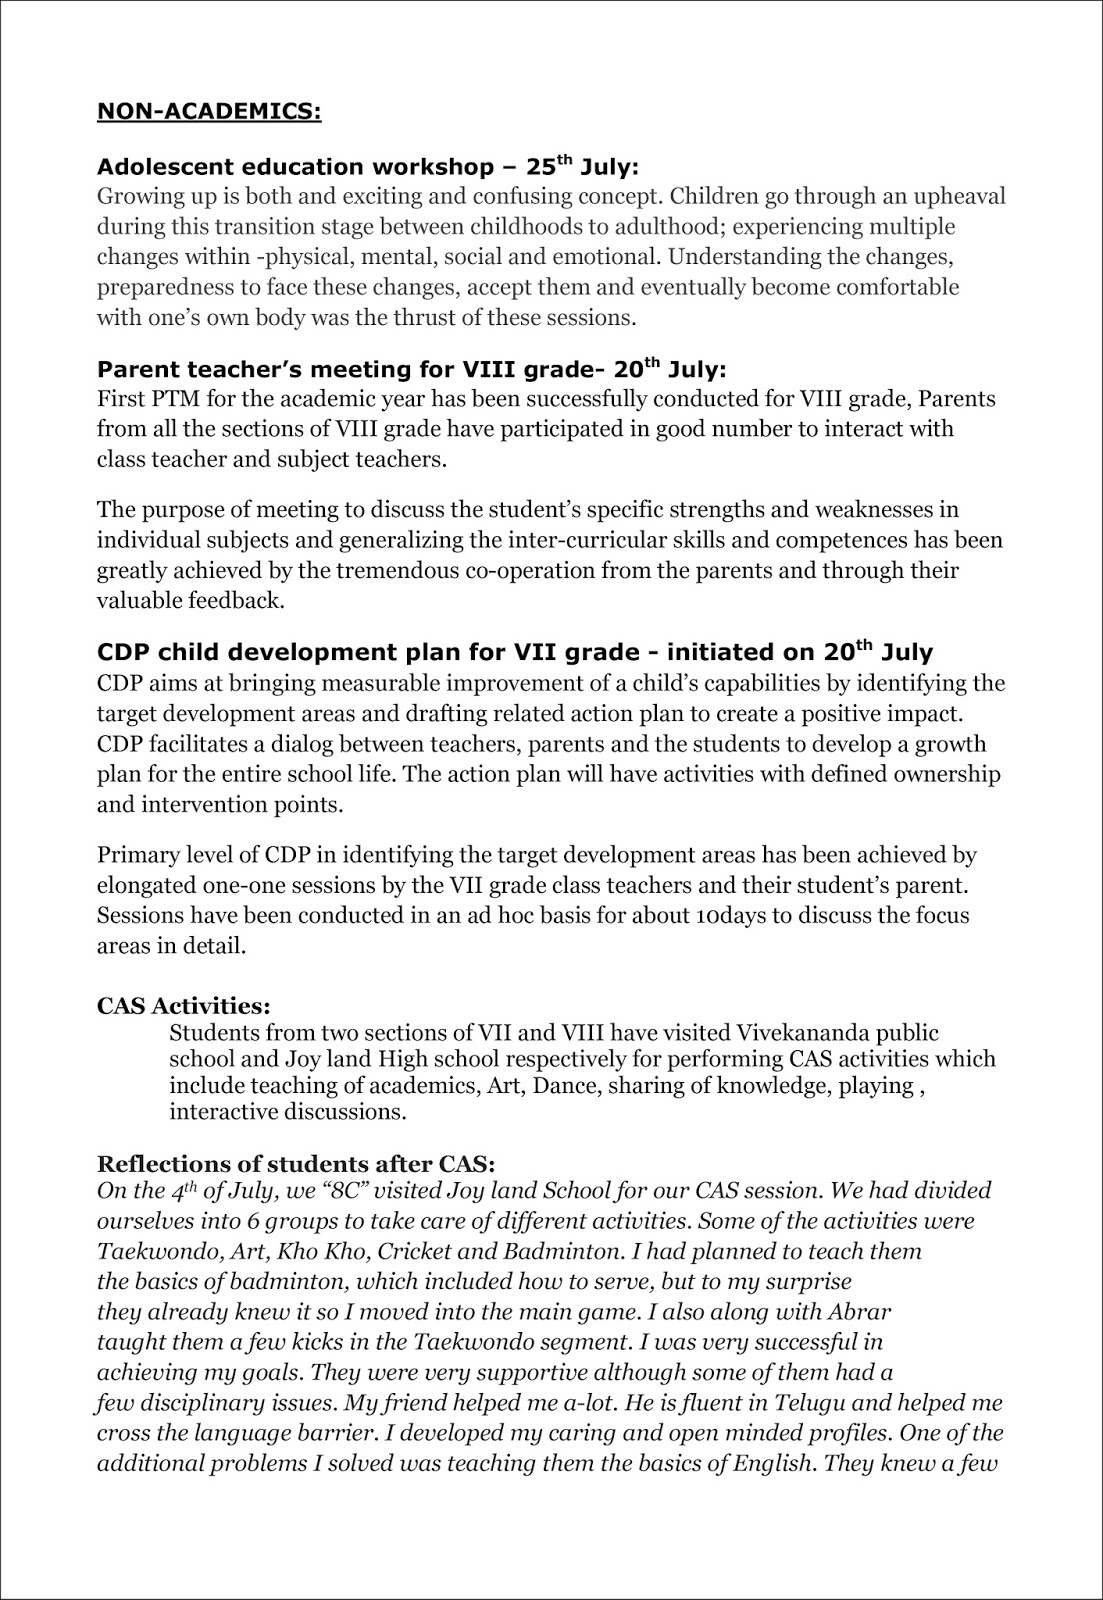 NON-ACADEMICS:
Adolescent education workshop – 25th July:
Growing up is both and exciting and confusing concept. Children go through an upheaval
during this transition stage between childhoods to adulthood; experiencing multiple
changes within -physical, mental, social and emotional. Understanding the changes,
preparedness to face these changes, accept them and eventually become comfortable
with one’s own body was the thrust of these sessions.
Parent teacher’s meeting for VIII grade- 20th July:
First PTM for the academic year has been successfully conducted for VIII grade, Parents
from all the sections of VIII grade have participated in good number to interact with
class teacher and subject teachers.
The purpose of meeting to discuss the student’s specific strengths and weaknesses in
individual subjects and generalizing the inter-curricular skills and competences has been
greatly achieved by the tremendous co-operation from the parents and through their
valuable feedback.
CDP child development plan for VII grade - initiated on 20th July
CDP aims at bringing measurable improvement of a child’s capabilities by identifying the
target development areas and drafting related action plan to create a positive impact.
CDP facilitates a dialog between teachers, parents and the students to develop a growth
plan for the entire school life. The action plan will have activities with defined ownership
and intervention points.
Primary level of CDP in identifying the target development areas has been achieved by
elongated one-one sessions by the VII grade class teachers and their student’s parent.
Sessions have been conducted in an ad hoc basis for about 10days to discuss the focus
areas in detail.
CAS Activities:
Students from two sections of VII and VIII have visited Vivekananda public
school and Joy land High school respectively for performing CAS activities which
include teaching of academics, Art, Dance, sharing of knowledge, playing ,
interactive discussions.
Reflections of students after CAS:
On the 4th of July, we “8C” visited Joy land School for our CAS session. We had divided
ourselves into 6 groups to take care of different activities. Some of the activities were
Taekwondo, Art, Kho Kho, Cricket and Badminton. I had planned to teach them
the basics of badminton, which included how to serve, but to my surprise
they already knew it so I moved into the main game. I also along with Abrar
taught them a few kicks in the Taekwondo segment. I was very successful in
achieving my goals. They were very supportive although some of them had a
few disciplinary issues. My friend helped me a-lot. He is fluent in Telugu and helped me
cross the language barrier. I developed my caring and open minded profiles. One of the
additional problems I solved was teaching them the basics of English. They knew a few